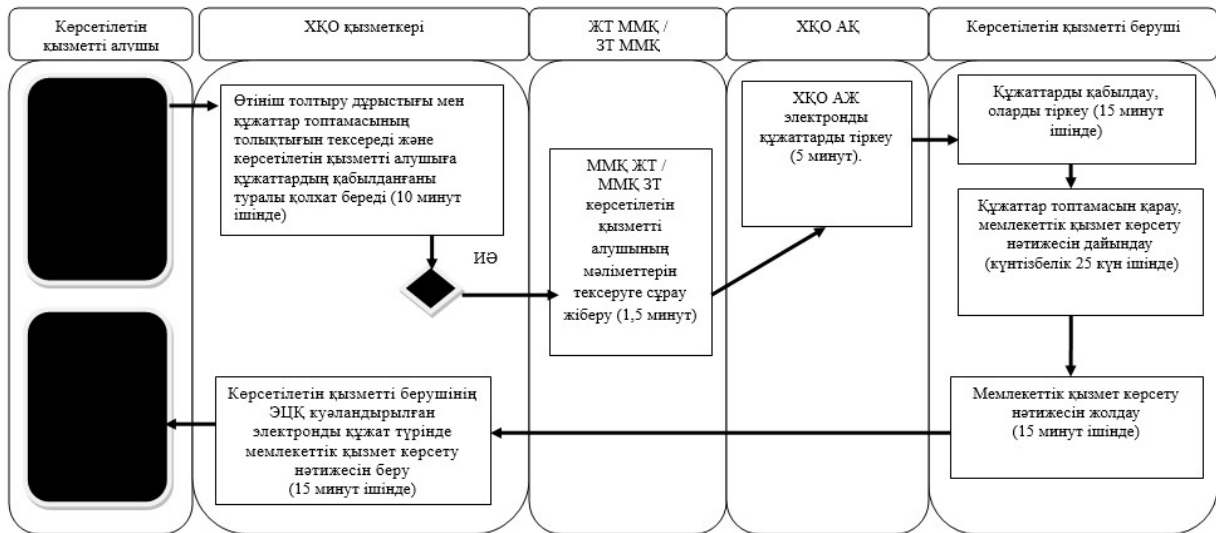 Көрсетілетін
қызметті алушы
ХҚО қызметкері
ЖТ ММҚ /
ЗТ ММҚ
ХҚО АҚ
Көрсетілетін қызметті беруші
Өтініш толтыру дұрыстығы мен
құжаттар топтамасының
толықтығын тексереді және
көрсетілетін қызметті алушыға
құжаттардың қабылданғаны
туралы қолхат береді (10 минут
ішінде)
ИӘ
ММҚ ЖТ /
ММҚ ЗТ
көрсетілетін
қызметті
алушының
мәліметтерін
тексеруге сұрау
жіберу (1,5 минут)
ХҚО АЖ
электронды
құжаттарды тіркеу
(5 минут).
Құжаттарды қабылдау,
оларды тіркеу (15 минут
ішінде)
Құжаттар топтамасын қарау,
мемлекеттік қызмет көрсету
нәтижесін дайындау
(күнтізбелік 25 күн ішінде)
Мемлекеттік қызмет көрсету
нәтижесін жолдау
(15 минут ішінде)
Көрсетілетін қызметті берушінің
ЭЦҚ куәландырылған
электронды құжат түрінде
мемлекеттік қызмет көрсету
нәтижесін беру
(15 минут ішінде)